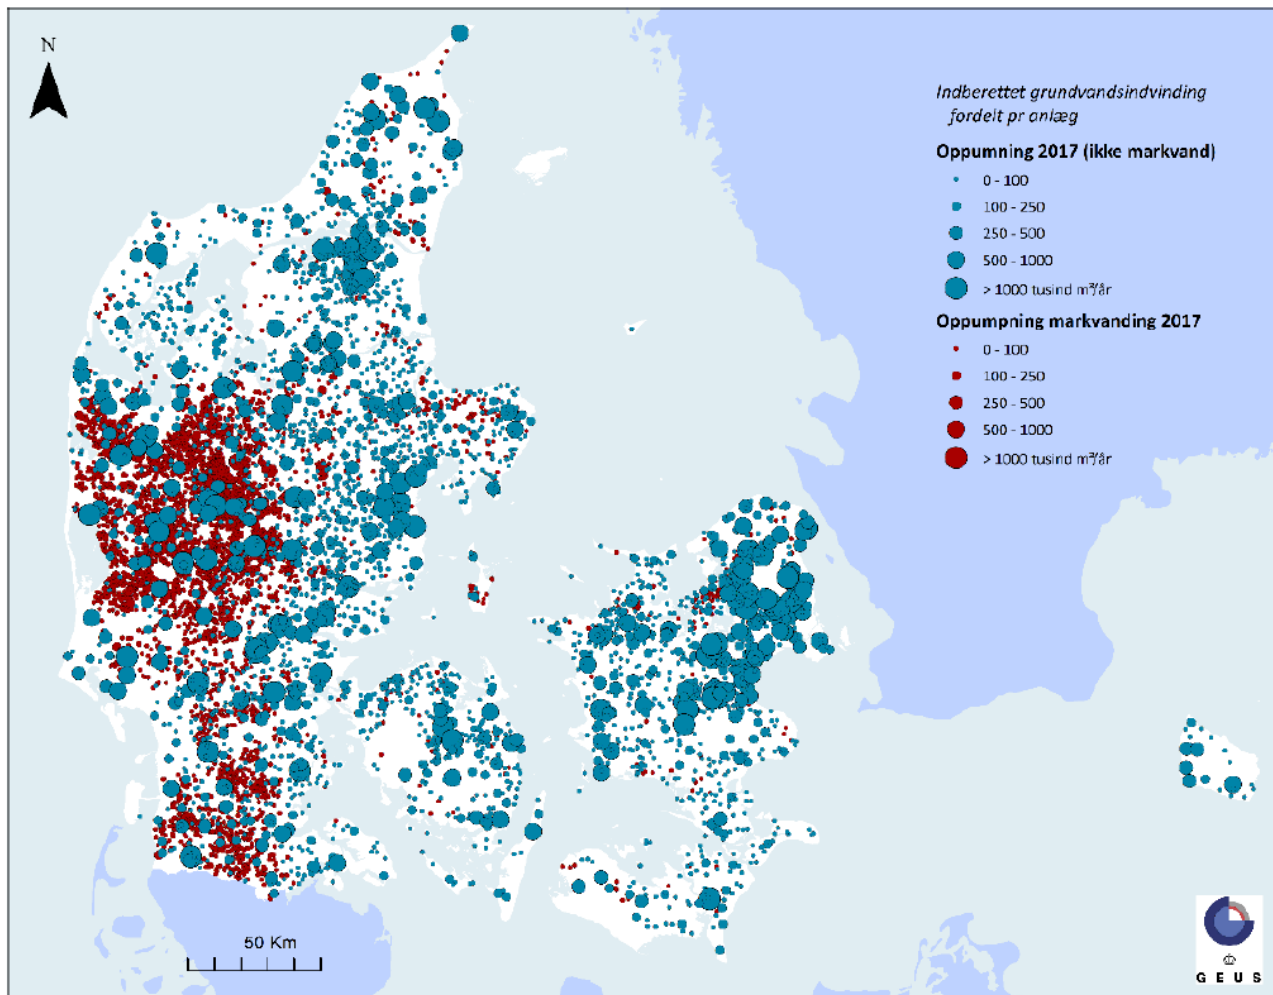 N
Indberettet grundvandsindvinding
fordelt pr anlæg
Oppumning 2017 (ikke markvand)
0 - 100
100 - 250
250 - 500
500 - 1000
> 1000 tusind m³/år
Oppumpning markvanding 2017
0 - 100
100 - 250
250 - 500
500 - 1000
> 1000 tusind m³/år
50 Km
G E U S